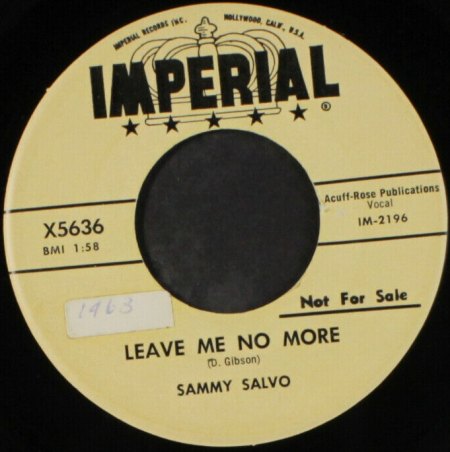 IMPERIAL RECORDS INC. HOLLYWOOD, CALIF., U.S.A.
IMPERIAL
®
Acuff-Rose Publications
Vocal
IM-2196
X5636
BMI 1:58
Not For Sale
1963
LEAVE ME NO MORE
(D. Gibson)
SAMMY SALVO